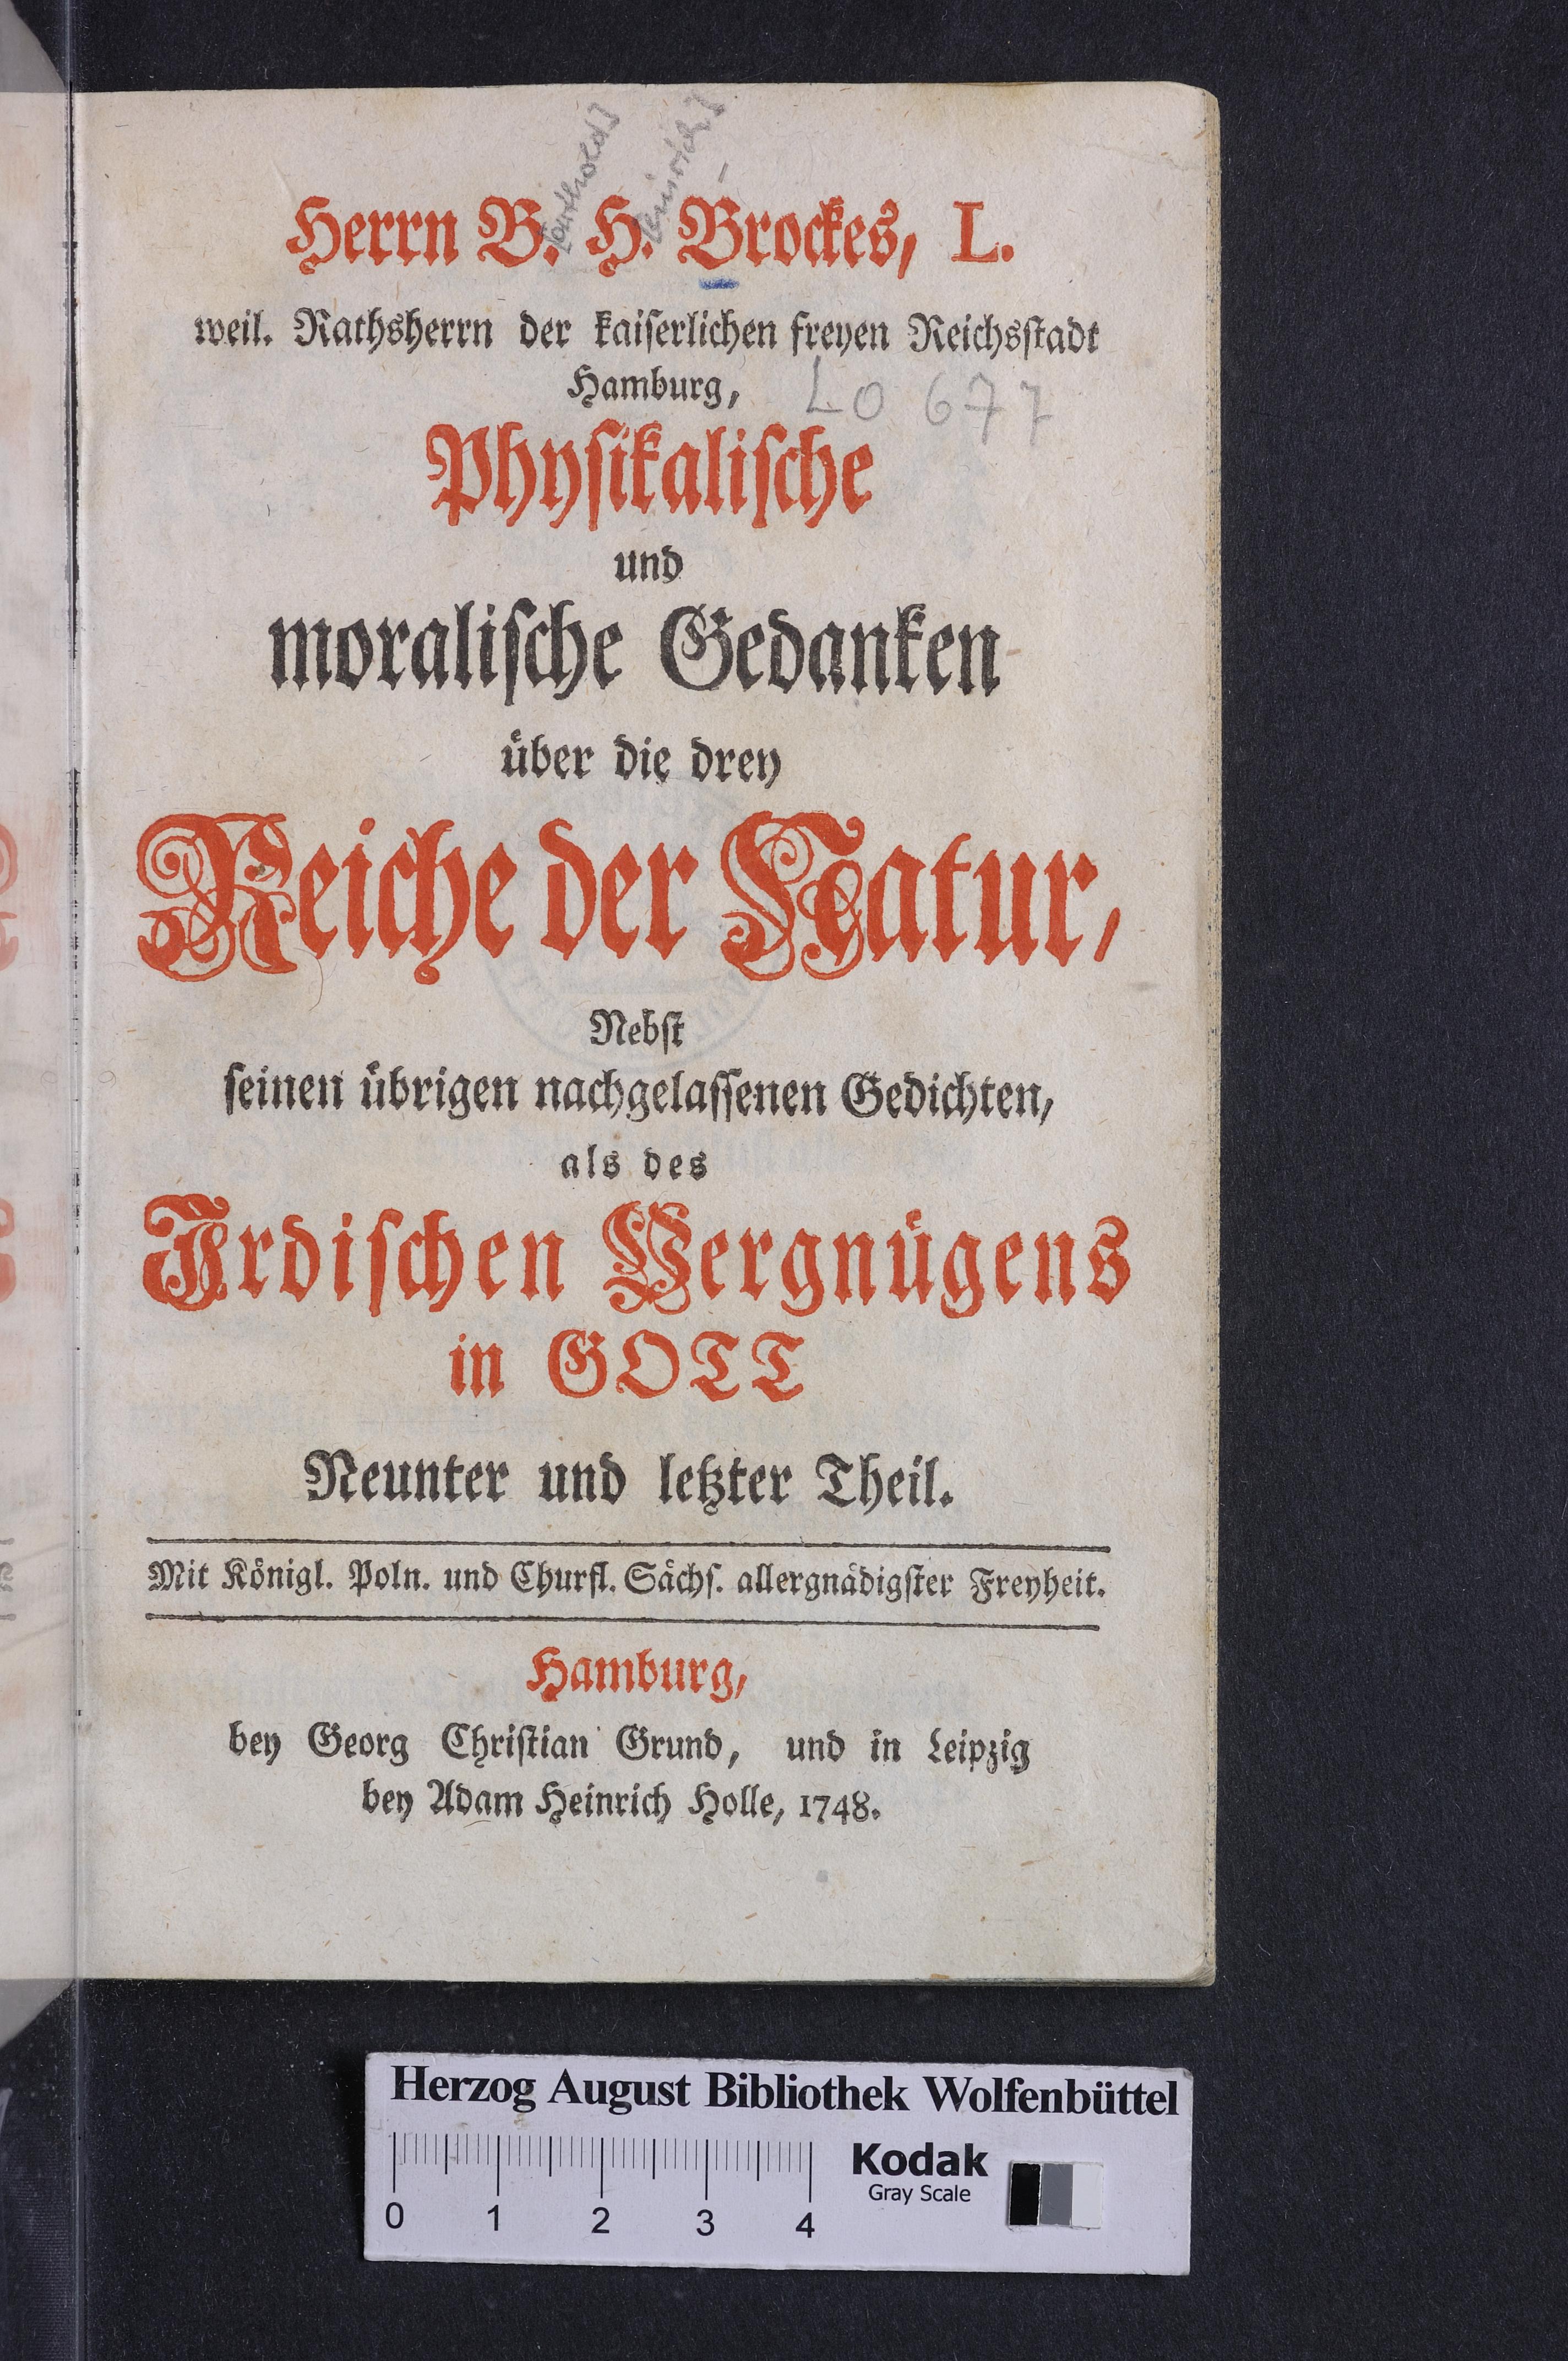 [arthold]
[einrich]
Herrn B. H. Brockes, L.
weil. Rathsherrn der kaiserlichen freyen Reichsstadt
Hamburg,
Lo 677
Physikalische
und
moralische Gedanken
über die drey
Reiche der Natur,
Nebst
seinen übrigen nachgelassenen Gedichten,
als des
Irdischen Vergnügens
in GOTT
Neunter und letzter Theil.
Mit Königl. Poln. und Churfl. Sächs. allergnädigster Freyheit.
Hamburg,
bey Georg Christian Grund, und in Leipzig
bey Adam Heinrich Holle, 1748.
Herzog August Bibliothek Wolfenbüttel
Kodak
Gray Scale
0 1 2 3 4